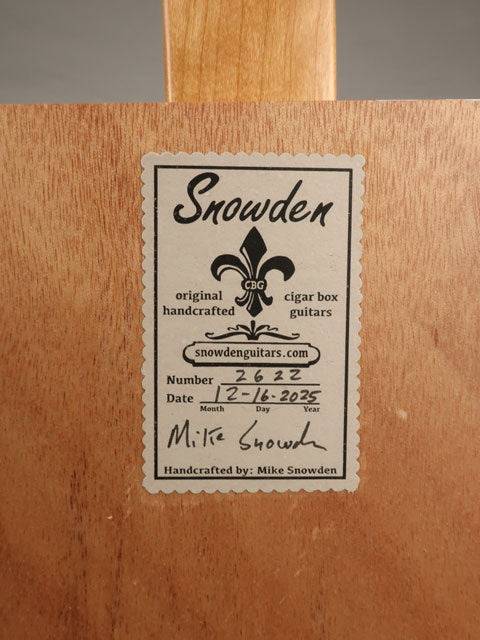 Snowden
CBG
original cigar box
handcrafted guitars
snowdenguitars.com
Number 2622
Date 12-16-2025
Month Day Year
Mike Snowden
Handcrafted by: Mike Snowden